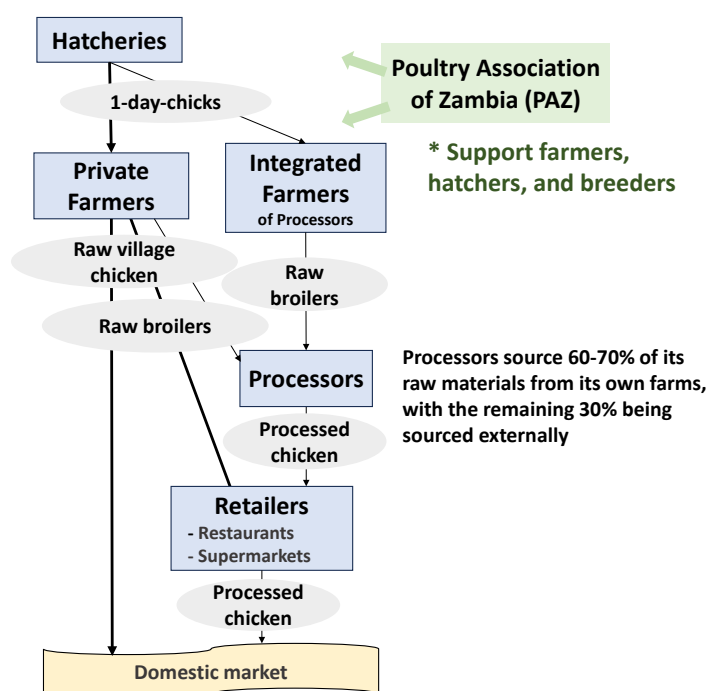 Hatcheries
Poultry Association
of Zambia (PAZ)
1-day-chicks
* Support farmers,
hatchers, and breeders
Private
Farmers
Integrated
Farmers
of Processors
Raw village
chicken
Raw
broilers
Raw broilers
Processors
Processors source 60-70% of its
raw materials from its own farms,
with the remaining 30% being
sourced externally
Processed
chicken
Retailers
- Restaurants
- Supermarkets
Processed
chicken
Domestic market